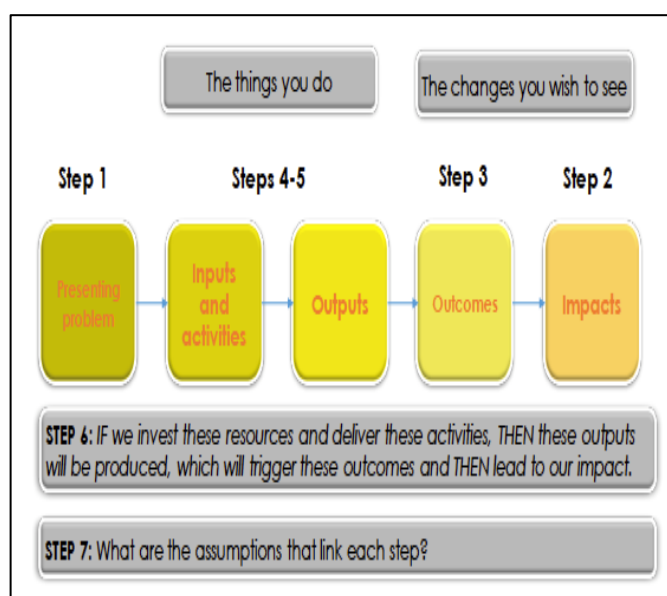 The things you do
The changes you wish to see
Step 1
Steps 4-5
Step 3
Step 2
Presenting
problem
Inputs
and
activities
Outputs
Outcomes
Impacts
STEP 6: IF we invest these resources and deliver these activities, THEN these outputs
will be produced, which will trigger these outcomes and THEN lead to our impact.
STEP 7: What are the assumptions that link each step?